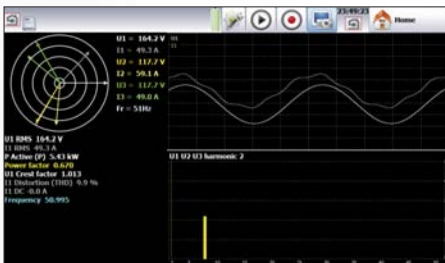 23:49:23
Home
U1 = 164.2 V
I1 = 49.3 A
U2 = 117.7 V
I2 = 59.1 A
U3 = 117.7 V
I3 = 49.0 A
Fr = 51Hz
U1
I1
U1 RMS 164.2 V
I1 RMS 49.3 A
P Active (P) 5.43 kW
Power factor 0.670
U1 Crest factor 1.013
I1 Distortion (THD) 9.9 %
I1 DC -0.0 A
Frequency 50.995
U1 U2 U3 harmonic 2